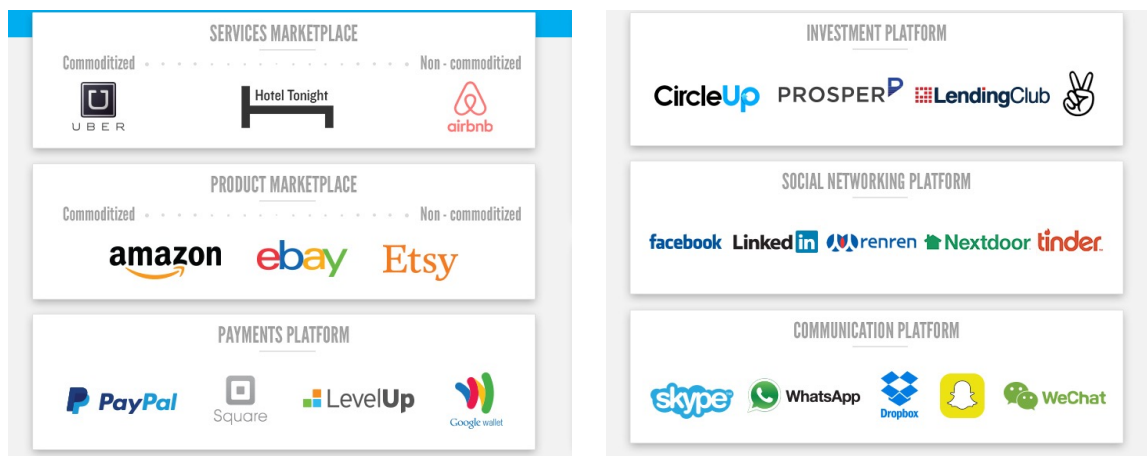 SERVICES MARKETPLACE
Commoditized Non - commoditized
UBER
Hotel Tonight
airbnb
PRODUCT MARKETPLACE
Commoditized Non - commoditized
amazon ebay Etsy
PAYMENTS PLATFORM
PayPal Square LevelUp Google wallet
INVESTMENT PLATFORM
CircleUp PROSPER LendingClub
SOCIAL NETWORKING PLATFORM
facebook Linked in renren Nextdoor tinder
COMMUNICATION PLATFORM
skype WhatsApp Dropbox WeChat